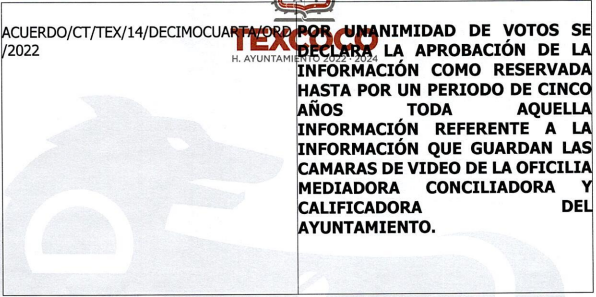 ACUERDO/CT/TEX/14/DECIMOCUARTA/ORD
/2022
TEXCOCO
H. AYUNTAMIENTO 2022 - 2024
POR UNANIMIDAD DE VOTOS SE
DECLARA LA APROBACIÓN DE LA
INFORMACIÓN COMO RESERVADA
HASTA POR UN PERIODO DE CINCO
AÑOS TODA AQUELLA
INFORMACIÓN REFERENTE A LA
INFORMACIÓN QUE GUARDAN LAS
CAMARAS DE VIDEO DE LA OFICILIA
MEDIADORA CONCILIADORA Y
CALIFICADORA DEL
AYUNTAMIENTO.